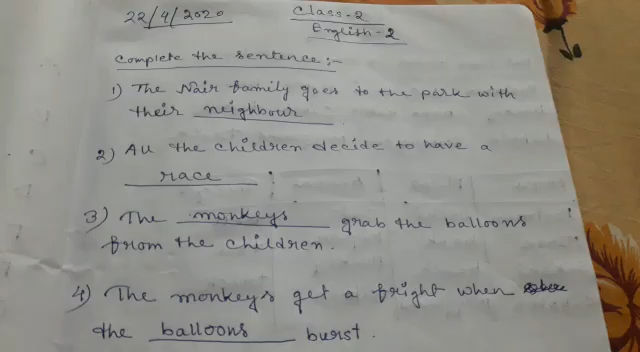 22/4/2020
Class-2
English-2
Complete the sentence:-
1) The Nair family goes to the park with
their neighbour
2) All the children decide to have a
race .
3) The monkeys grab the balloons
from the children.
4) The monkeys get a fright when
the balloons burst.